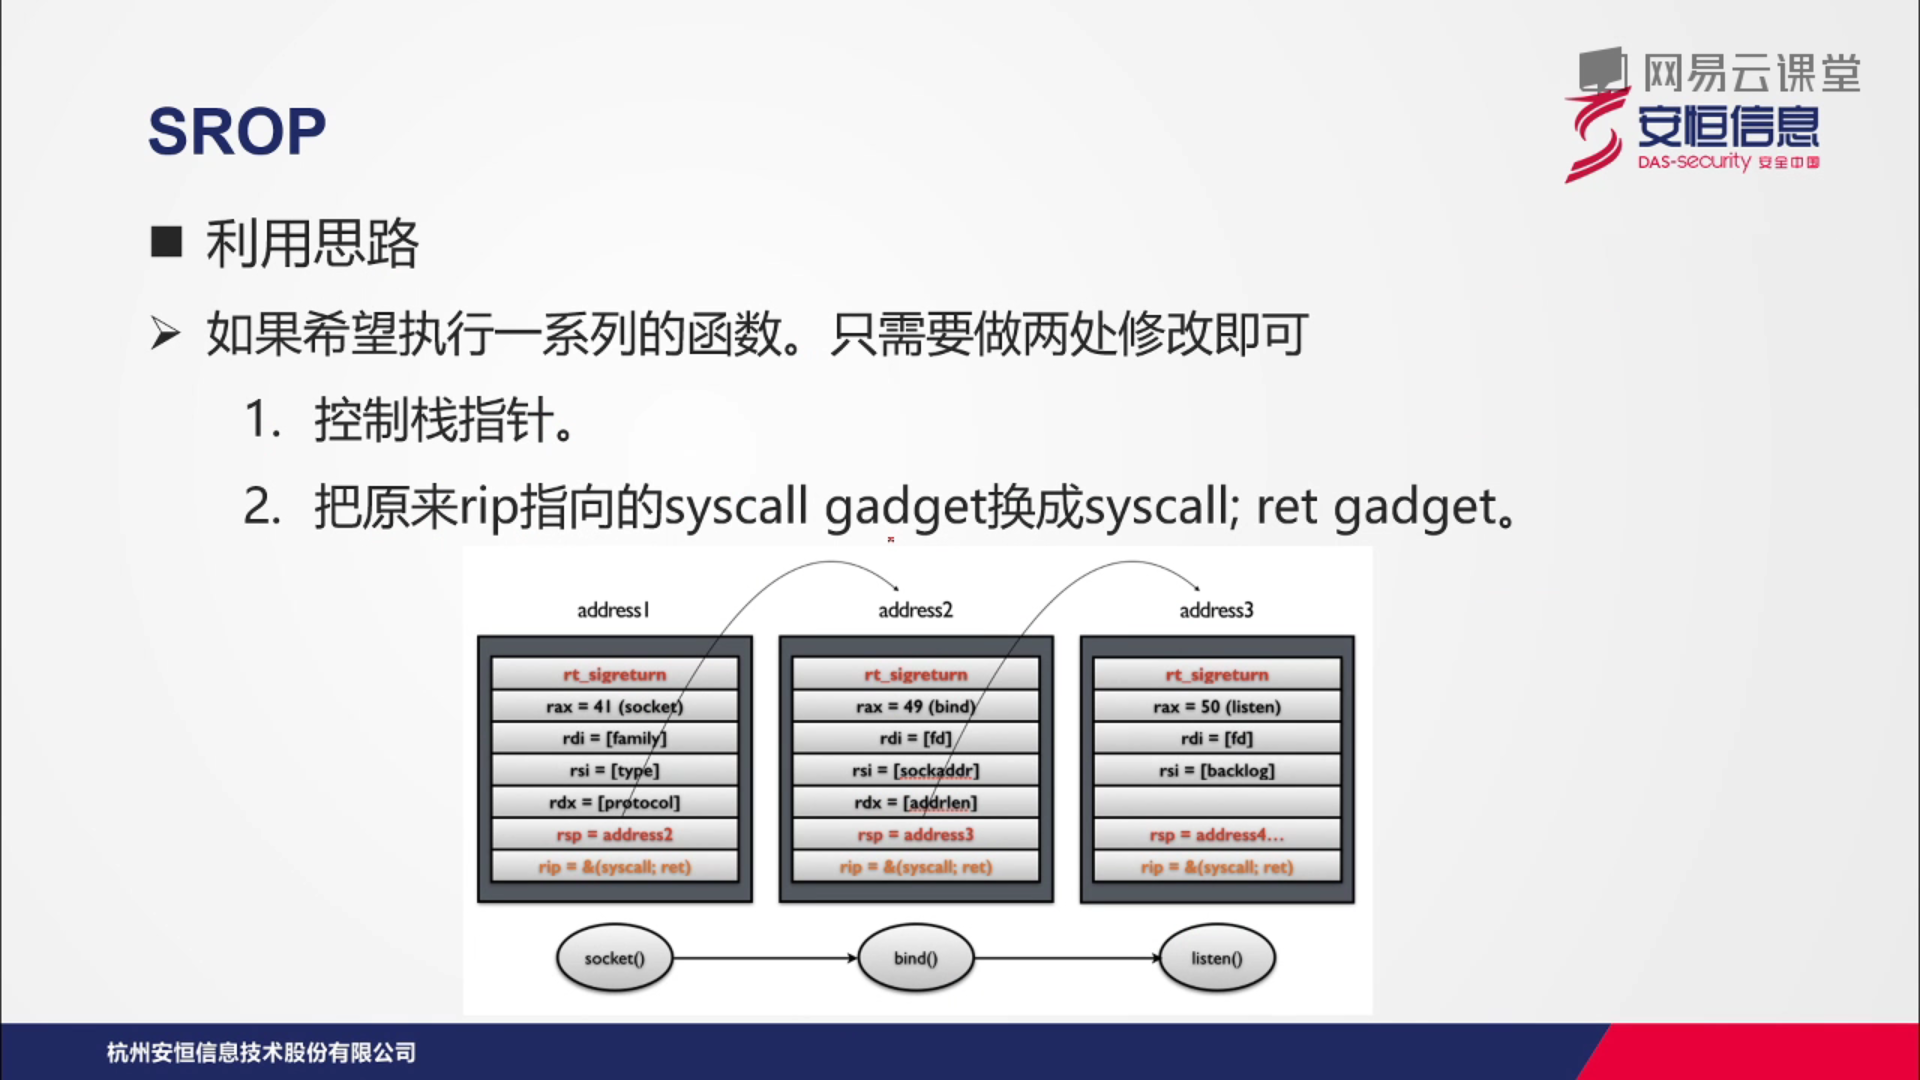 网易云课堂
安恒信息
DAS-security 安全中国
SROP
利用思路
如果希望执行一系列的函数。只需要做两处修改即可
1. 控制栈指针。
2. 把原来rip指向的syscall gadget换成syscall; ret gadget。
address1
address2
address3
rt_sigreturn
rax = 41 (socket)
rdi = [family]
rsi = [type]
rdx = [protocol]
rsp = address2
rip = &(syscall; ret)
rt_sigreturn
rax = 49 (bind)
rdi = [fd]
rsi = [sockaddr]
rdx = [addrlen]
rsp = address3
rip = &(syscall; ret)
rt_sigreturn
rax = 50 (listen)
rdi = [fd]
rsi = [backlog]
rsp = address4...
rip = &(syscall; ret)
socket()
bind()
listen()
杭州安恒信息技术股份有限公司